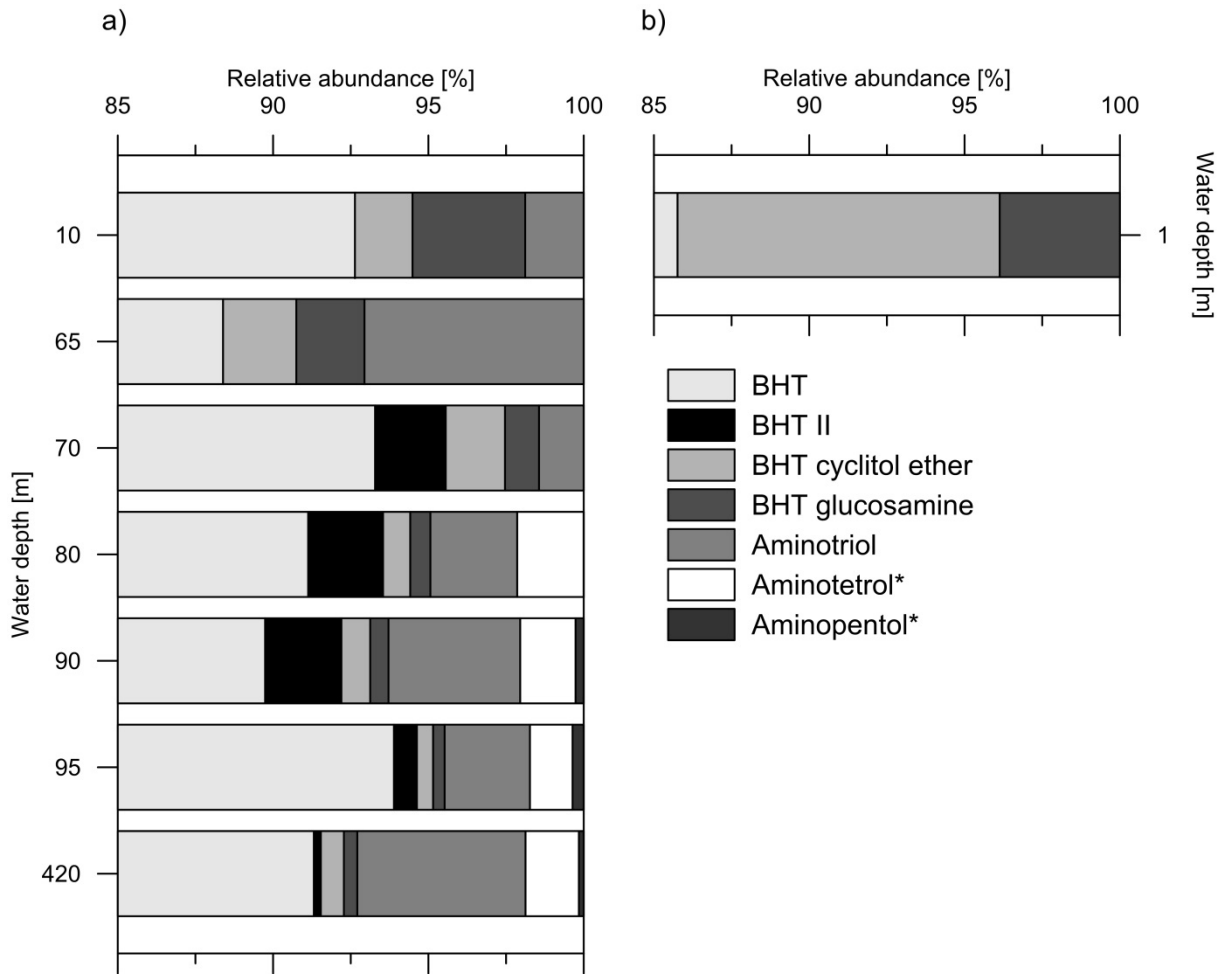 a)
Relative abundance [%]
85 90 95 100
Water depth [m]
10
65
70
80
90
95
420
b)
Relative abundance [%]
85 90 95 100
1
Water depth [m]
BHT
BHT II
BHT cyclitol ether
BHT glucosamine
Aminotriol
Aminotetrol*
Aminopentol*